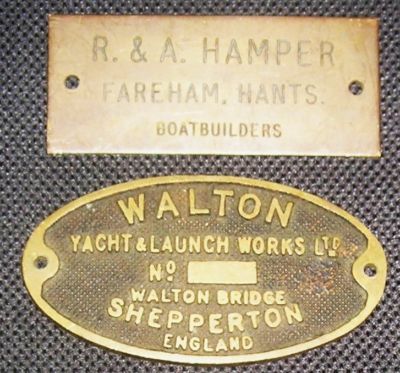 R. & A. HAMPER
FAREHAM, HANTS.
BOATBUILDERS
WALTON
YACHT & LAUNCH WORKS LTD
No
WALTON BRIDGE
SHEPPERTON
ENGLAND